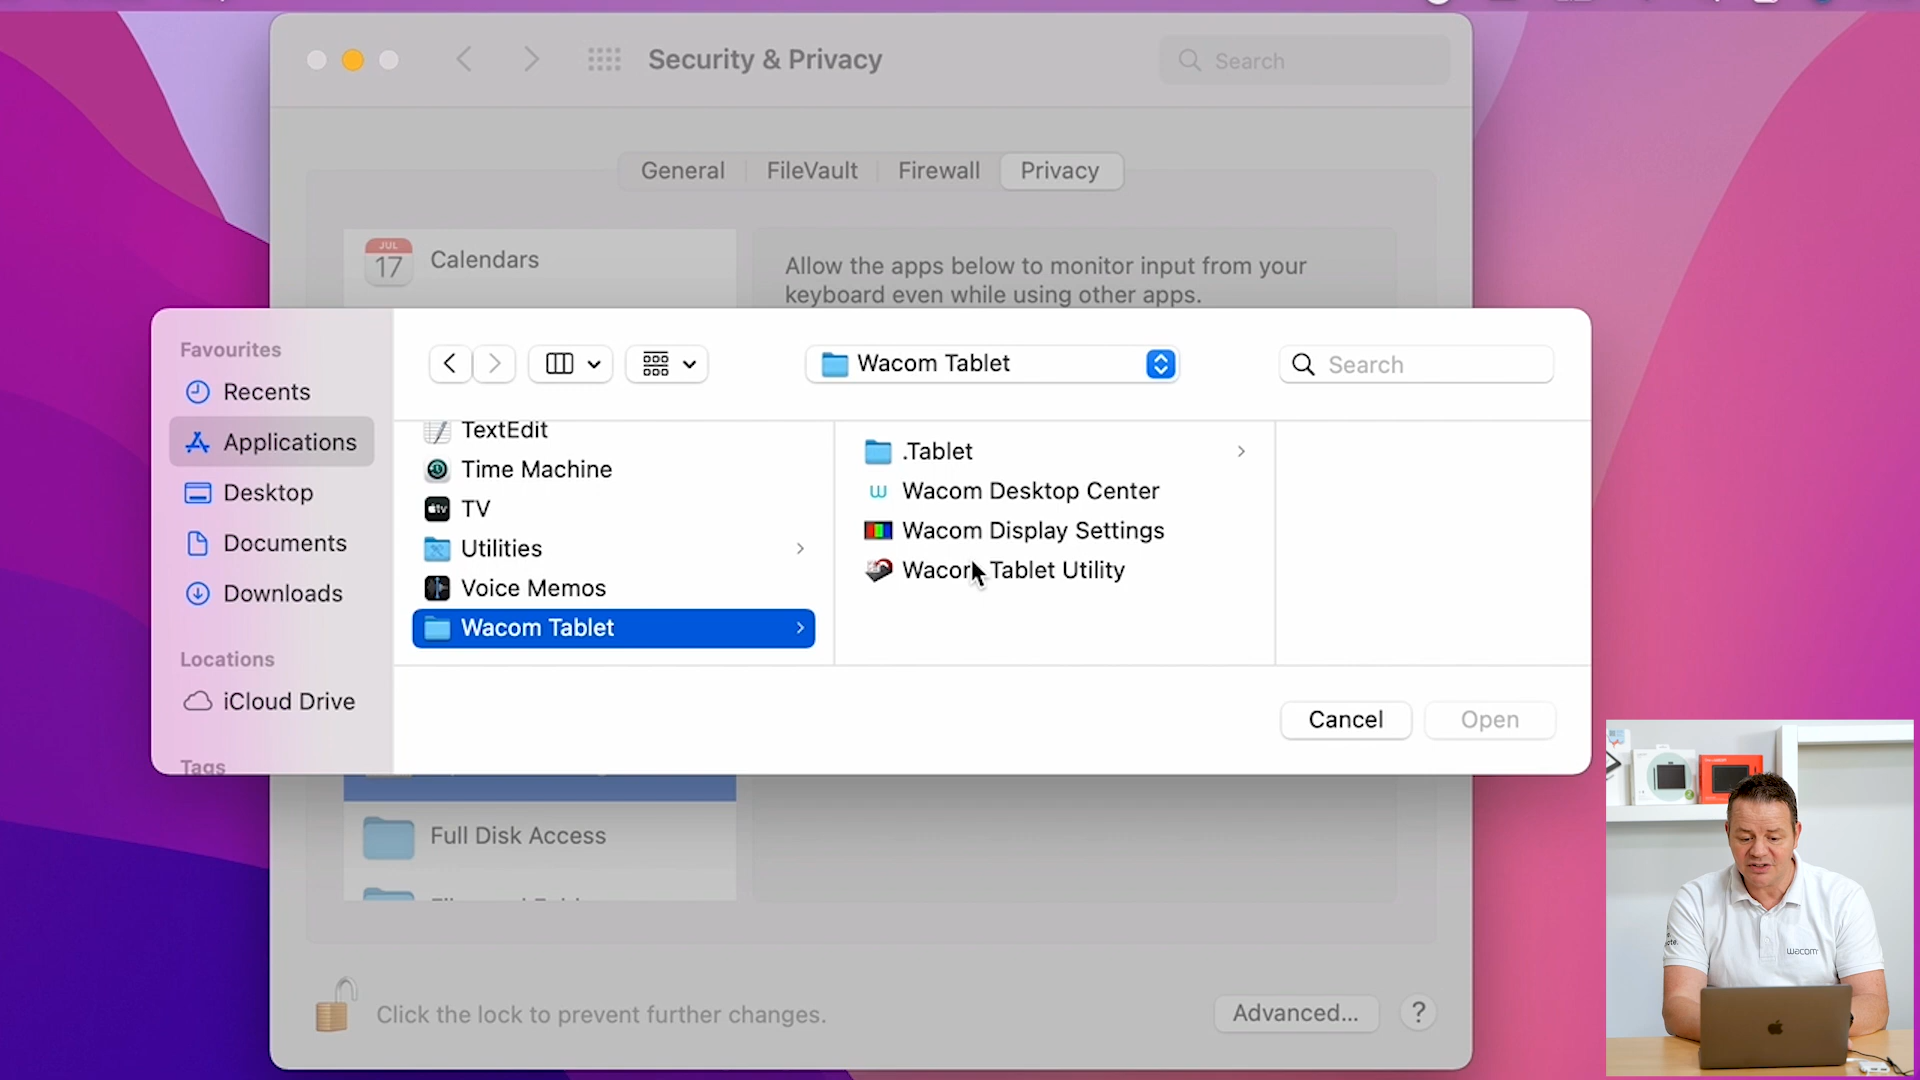 Security & Privacy
Search
General
FileVault
Firewall
Privacy
JUL
17
Calendars
Allow the apps below to monitor input from your
keyboard even while using other apps.
Favourites
Recents
Applications
Desktop
Documents
Downloads
Locations
iCloud Drive
Tags
Wacom Tablet
Search
TextEdit
Time Machine
tv
TV
Utilities
Voice Memos
Wacom Tablet
.Tablet
Wacom Desktop Center
Wacom Display Settings
Wacom Tablet Utility
Cancel
Open
Full Disk Access
Click the lock to prevent further changes.
Advanced...
?
wacom